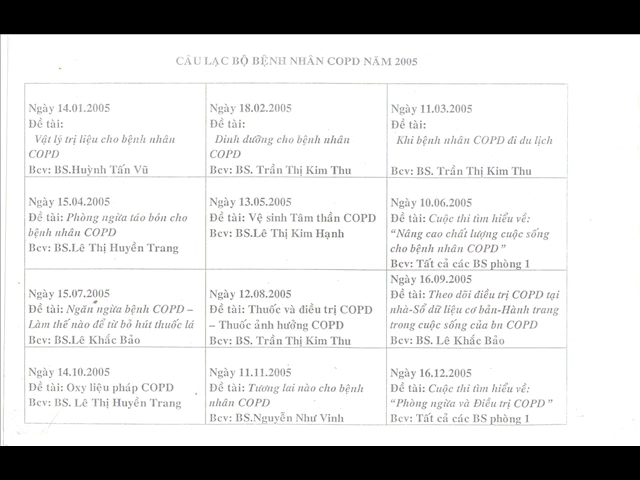 CÂU LẠC BỘ BỆNH NHÂN COPD NĂM 2005
Ngày 14.01.2005
Đề tài:
Vật lý trị liệu cho bệnh nhân
COPD
Bcv: BS.Huỳnh Tấn Vũ
Ngày 18.02.2005
Đề tài:
Dinh dưỡng cho bệnh nhân
COPD
Bcv: BS. Trần Thị Kim Thu
Ngày 11.03.2005
Đề tài:
Khi bệnh nhân COPD đi du lịch
Bcv: BS. Trần Thị Kim Thu
Ngày 15.04.2005
Đề tài: Phòng ngừa táo bón cho
bệnh nhân COPD
Bcv: BS.Lê Thị Huyền Trang
Ngày 13.05.2005
Đề tài: Vệ sinh Tâm thần COPD
Bcv: BS.Lê Thị Kim Hạnh
Ngày 10.06.2005
Đề tài: Cuộc thi tìm hiểu về:
“Nâng cao chất lượng cuộc sống
cho bệnh nhân COPD”
Bcv: Tất cả các BS phòng 1
Ngày 15.07.2005
Đề tài: Ngăn ngừa bệnh COPD –
Làm thế nào để từ bỏ hút thuốc lá
Bcv: BS.Lê Khắc Bảo
Ngày 12.08.2005
Đề tài: Thuốc và điều trị COPD
– Thuốc ảnh hưởng COPD
Bcv: BS. Trần Thị Kim Thu
Ngày 16.09.2005
Đề tài: Theo dõi điều trị COPD tại
nhà-Sổ dữ liệu cơ bản-Hành trang
trong cuộc sống của bn COPD
Bcv: BS. Lê Khắc Bảo
Ngày 14.10.2005
Đề tài: Oxy liệu pháp COPD
Bcv: BS. Lê Thị Huyền Trang
Ngày 11.11.2005
Đề tài: Tương lai nào cho bệnh
nhân COPD
Bcv: BS.Nguyễn Như Vinh
Ngày 16.12.2005
Đề tài: Cuộc thi tìm hiểu về:
“Phòng ngừa và Điều trị COPD”
Bcv: Tất cả các BS phòng 1